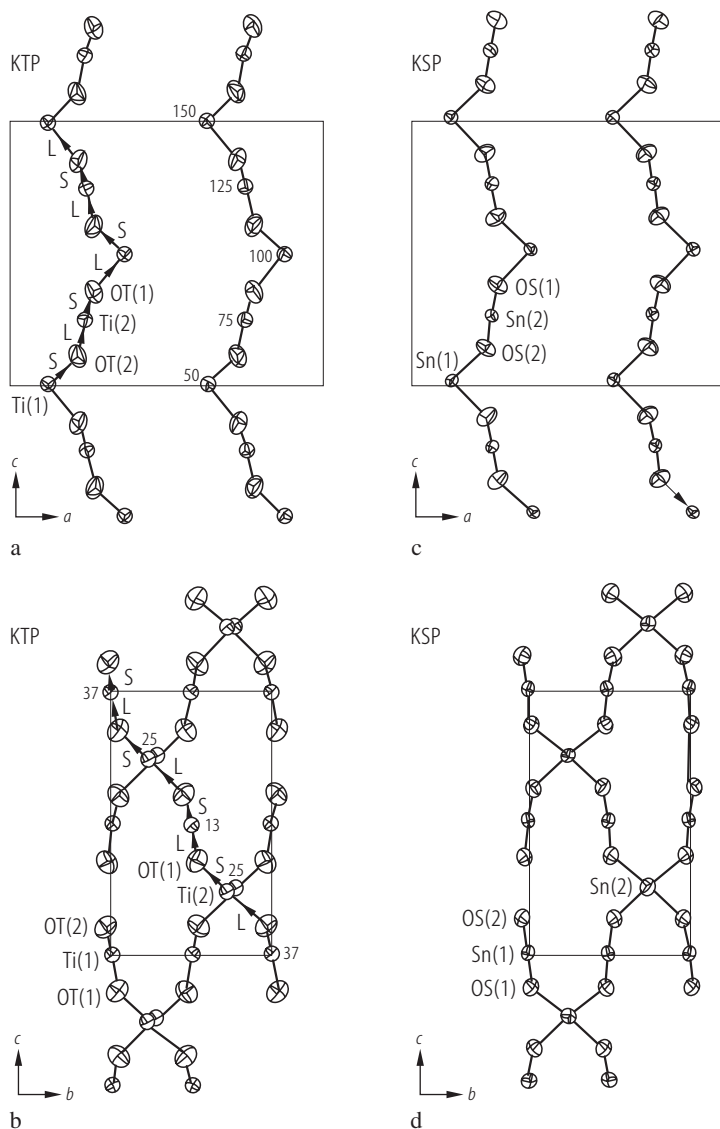 KTP
150
L
S
125
L
S
100
L
OT(1)
S
Ti(2)
75
L
S
OT(2)
50
Ti(1)
c
a
a
KSP
OS(1)
Sn(2)
OS(2)
Sn(1)
c
a
c
KTP
S
37
L
25
S
L
S
13
L
OT(1)
S
25
Ti(2)
OT(2)
L
Ti(1)
37
OT(1)
c
b
b
KSP
Sn(2)
OS(2)
Sn(1)
OS(1)
c
b
d